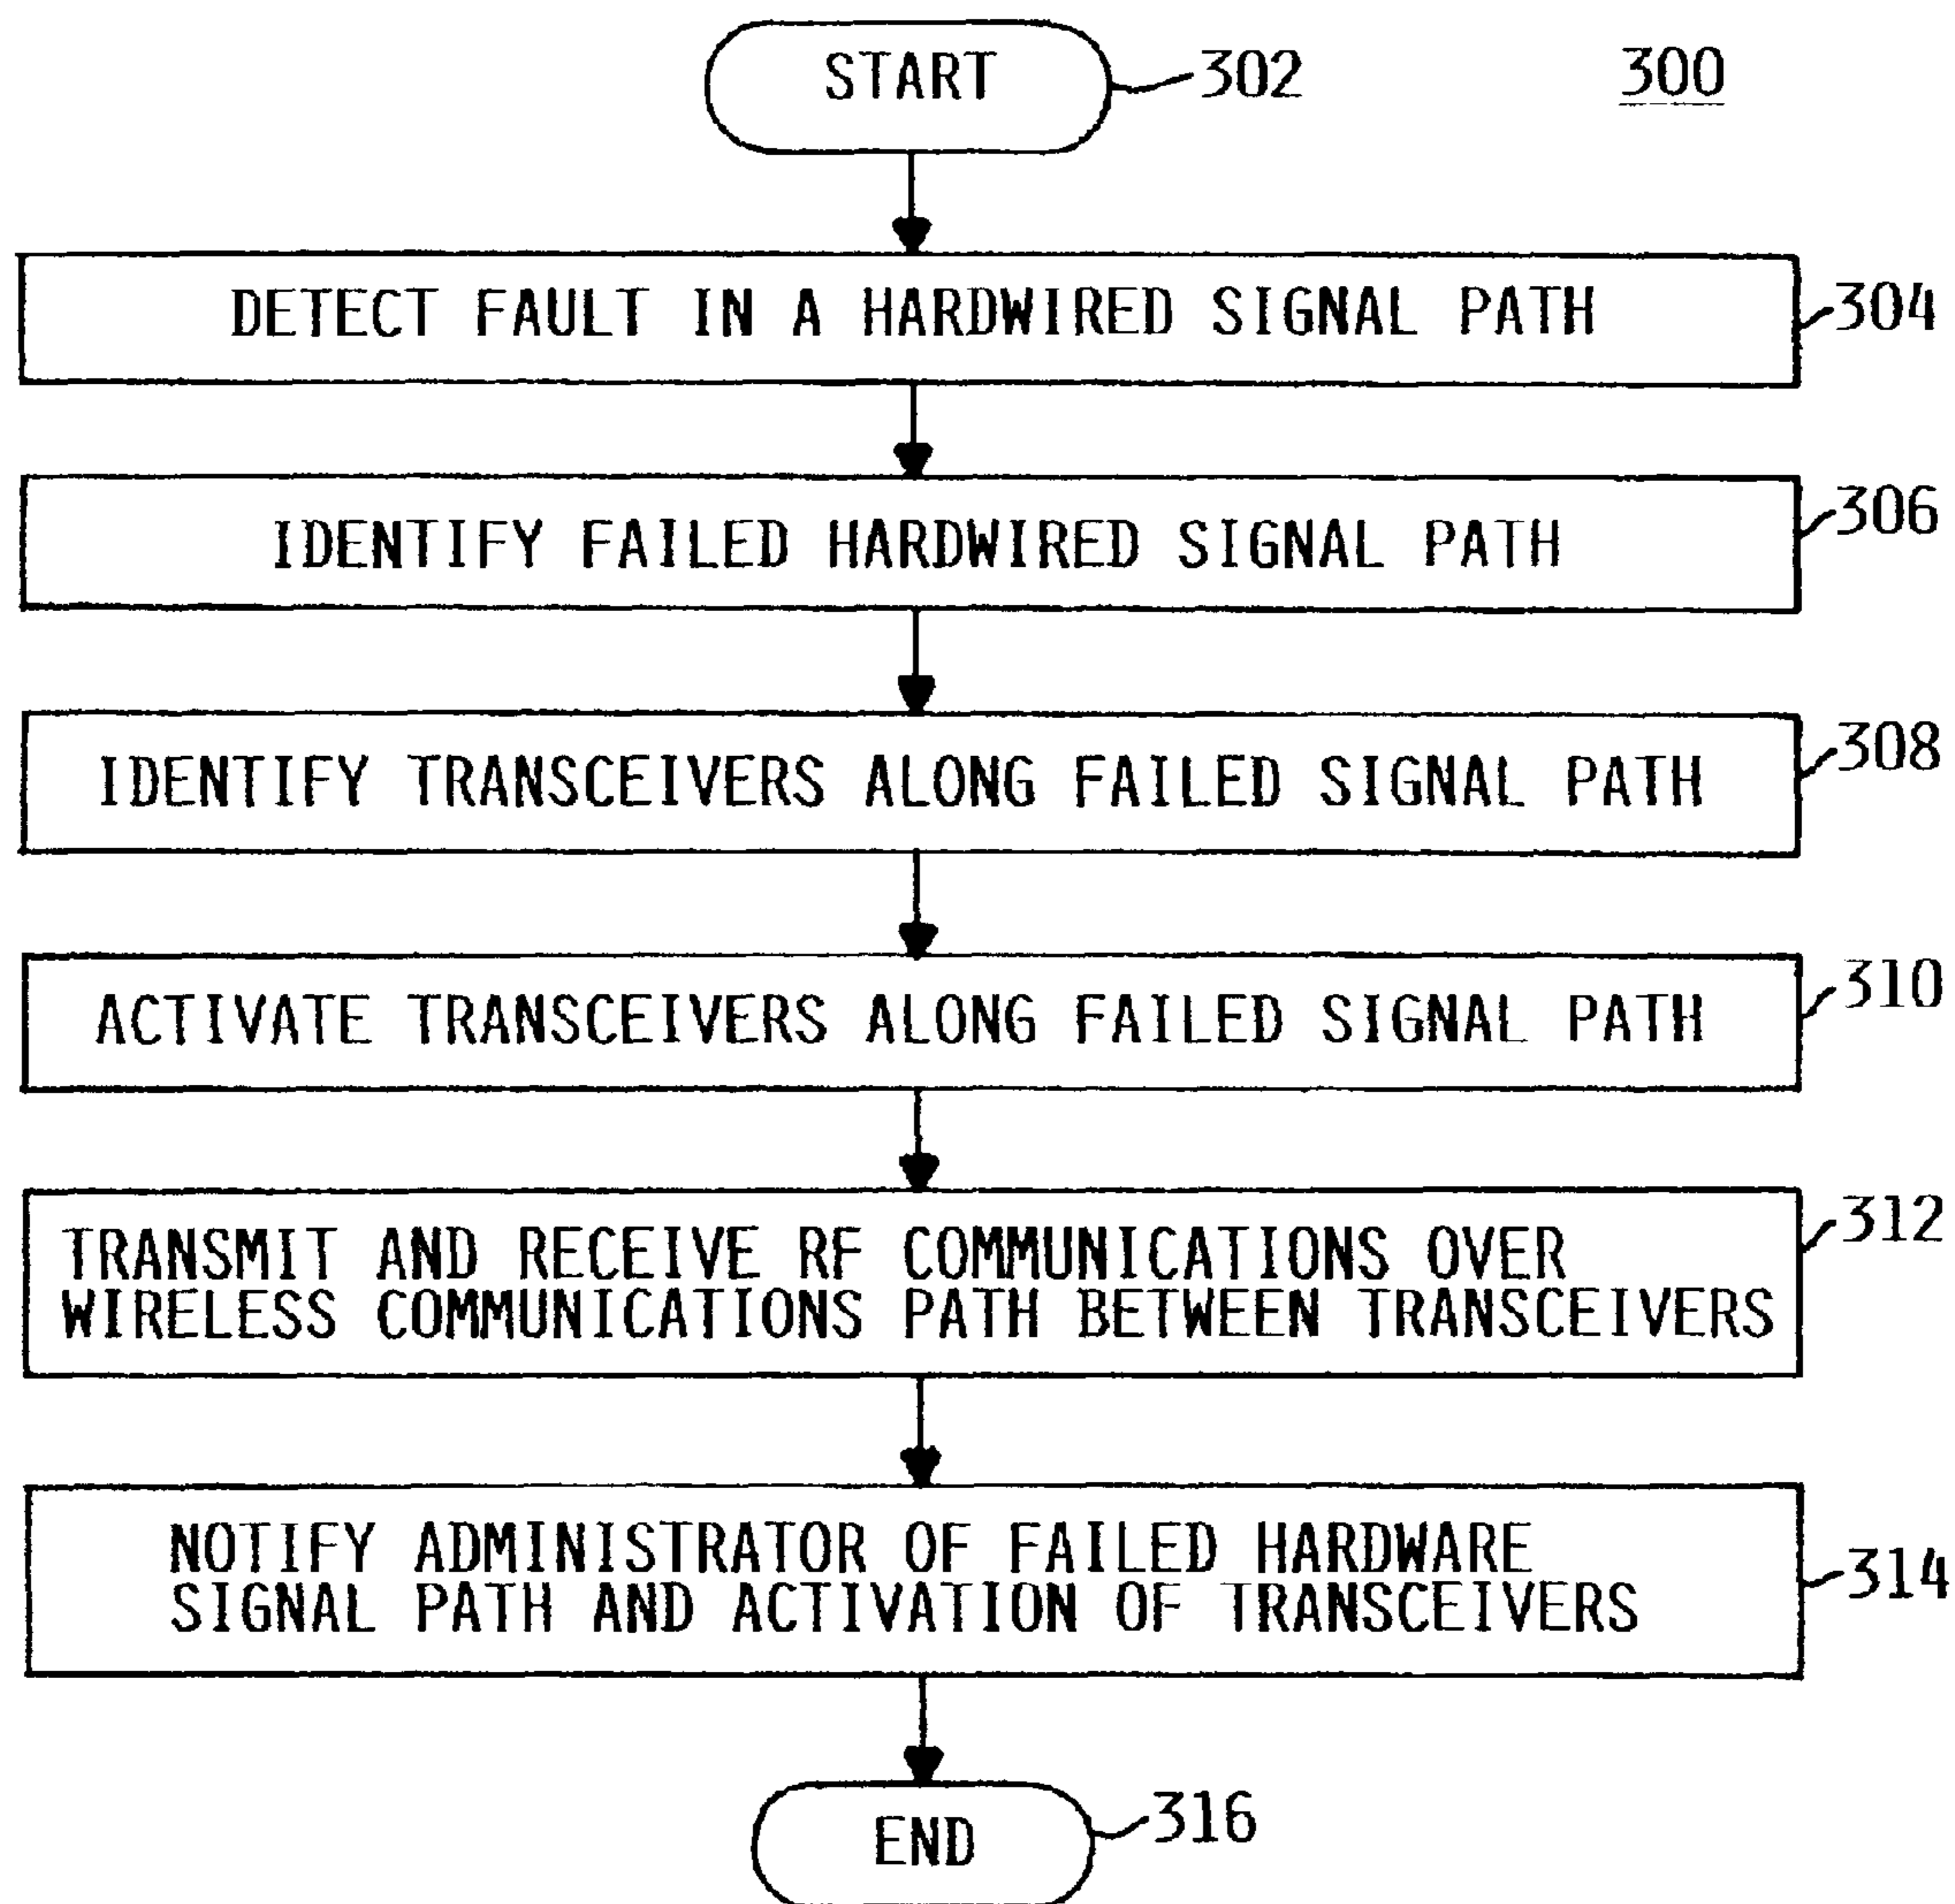 START
302
300
DETECT FAULT IN A HARDWIRED SIGNAL PATH
304
IDENTIFY FAILED HARDWIRED SIGNAL PATH
306
IDENTIFY TRANSCEIVERS ALONG FAILED SIGNAL PATH
308
ACTIVATE TRANSCEIVERS ALONG FAILED SIGNAL PATH
310
TRANSMIT AND RECEIVE RF COMMUNICATIONS OVER
WIRELESS COMMUNICATIONS PATH BETWEEN TRANSCEIVERS
312
NOTIFY ADMINISTRATOR OF FAILED HARDWARE
SIGNAL PATH AND ACTIVATION OF TRANSCEIVERS
314
END
316